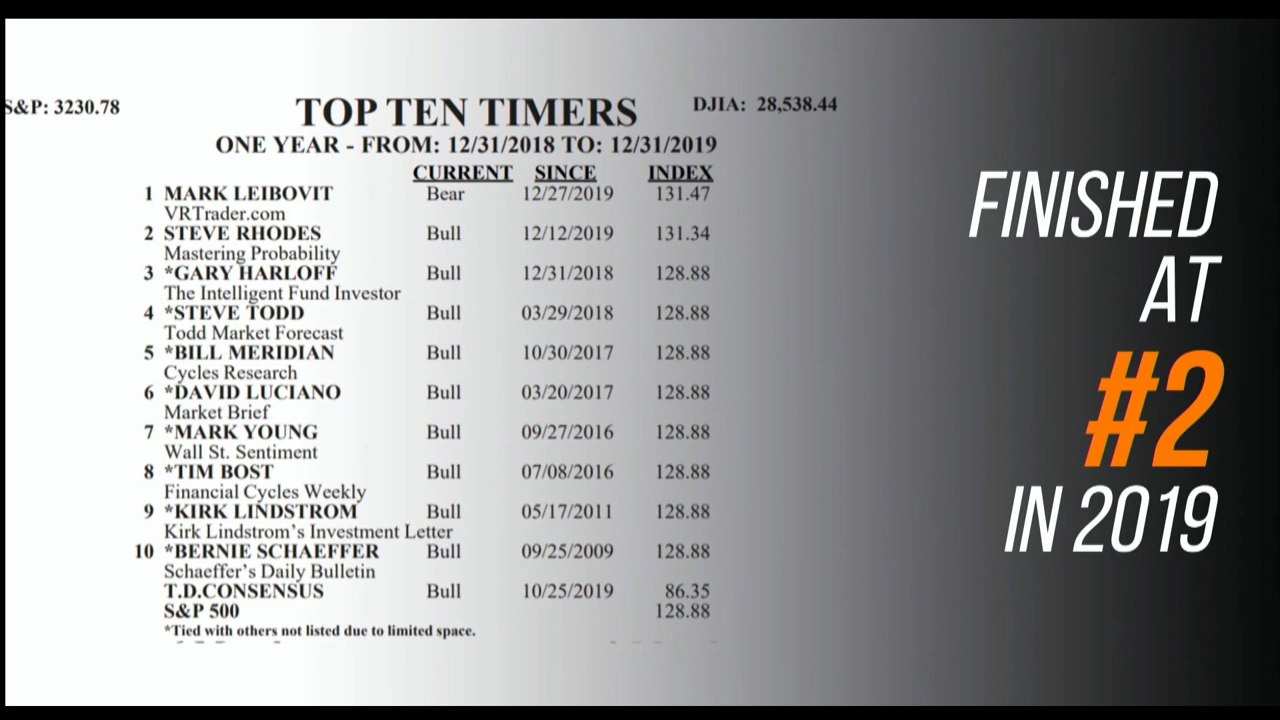 S&P: 3230.78
TOP TEN TIMERS
DJIA: 28,538.44
ONE YEAR - FROM: 12/31/2018 TO: 12/31/2019
CURRENT SINCE INDEX
1 MARK LEIBOVIT Bear 12/27/2019 131.47
VRTrader.com
2 STEVE RHODES Bull 12/12/2019 131.34
Mastering Probability
3 *GARY HARLOFF Bull 12/31/2018 128.88
The Intelligent Fund Investor
4 *STEVE TODD Bull 03/29/2018 128.88
Todd Market Forecast
5 *BILL MERIDIAN Bull 10/30/2017 128.88
Cycles Research
6 *DAVID LUCIANO Bull 03/20/2017 128.88
Market Brief
7 *MARK YOUNG Bull 09/27/2016 128.88
Wall St. Sentiment
8 *TIM BOST Bull 07/08/2016 128.88
Financial Cycles Weekly
9 *KIRK LINDSTROM Bull 05/17/2011 128.88
Kirk Lindstrom's Investment Letter
10 *BERNIE SCHAEFFER Bull 09/25/2009 128.88
Schaeffer's Daily Bulletin
T.D.CONSENSUS Bull 10/25/2019 86.35
S&P 500 128.88
*Tied with others not listed due to limited space.
FINISHED
AT
#2
IN 2019